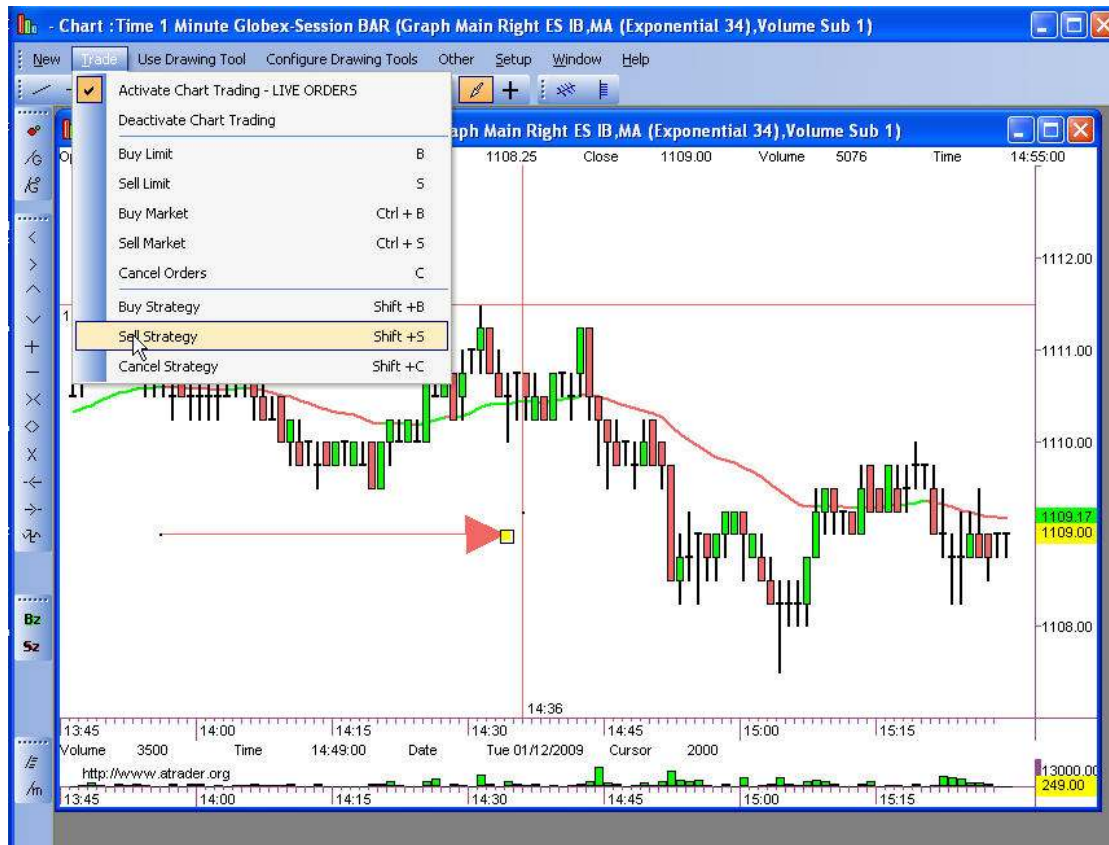 - Chart :Time 1 Minute Globex-Session BAR (Graph Main Right ES IB,MA (Exponential 34),Volume Sub 1)
New Trade Use Drawing Tool Configure Drawing Tools Other Setup Window Help
Activate Chart Trading - LIVE ORDERS
Deactivate Chart Trading
Buy Limit B
Sell Limit S
Buy Market Ctrl + B
Sell Market Ctrl + S
Cancel Orders C
Buy Strategy Shift +B
Sell Strategy Shift +S
Cancel Strategy Shift +C
raph Main Right ES IB,MA (Exponential 34),Volume Sub 1)
Op 1108.25 Close 1109.00 Volume 5076 Time 14:55:00
/G
X
Bz
Sz
/m
1112.00
1111.00
1110.00
1109.17
1109.00
1108.00
14:36
13:45 14:00 14:15 14:30 14:45 15:00 15:15
Volume 3500 Time 14:49:00 Date Tue 01/12/2009 Cursor 2000
http://www.atrader.org
13000.00
249.00
13:45 14:00 14:15 14:30 14:45 15:00 15:15